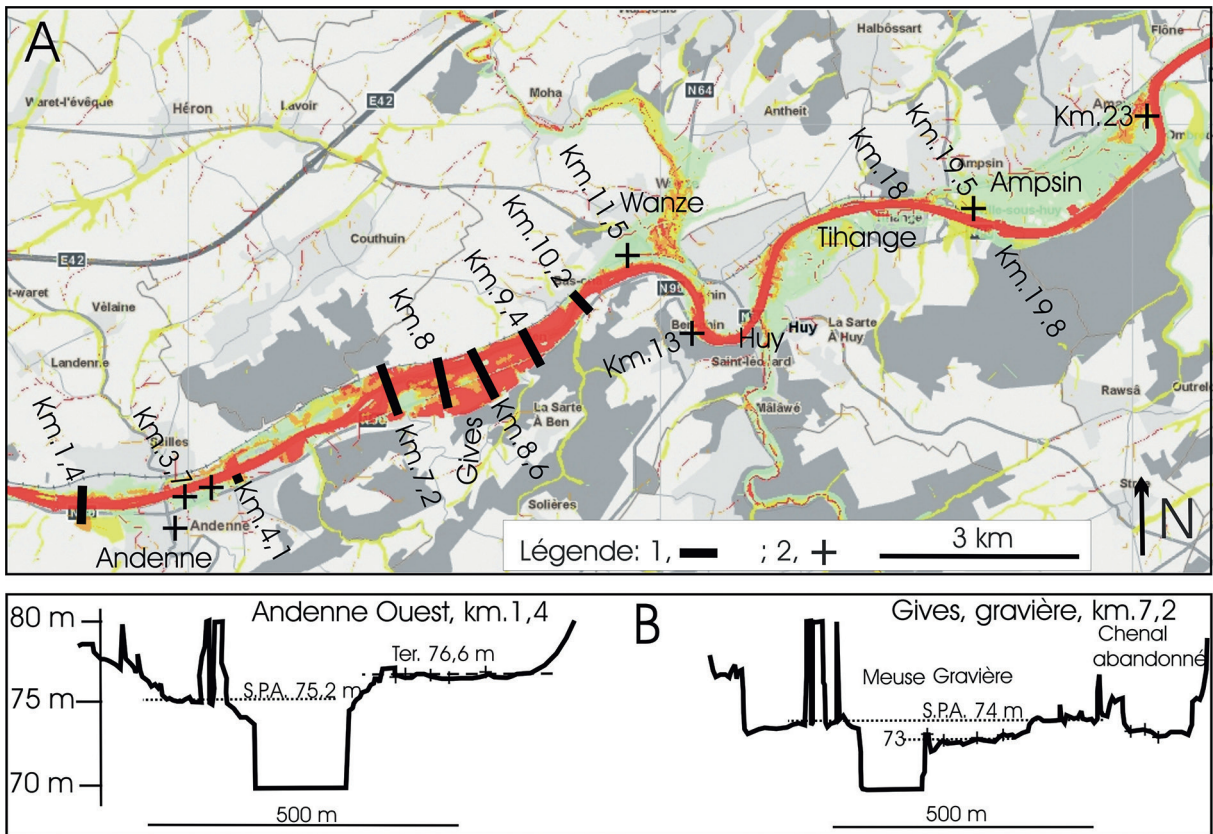 A
Halbôssart
Flône
N64
Moha
Antheit
Waret-l'évêque
Héron
Lavoir
E42
Km.23
Km.18
Km.19,5
Ampsin
Ampsin
Km.11,5
Wanze
Km.10,2
Tihange
Couthuin
E42
Km.9,4
Km.8
Vèlaine
Km.19,8
Huy
Huy
La Sarte
À Huy
Km.13
Landenne
Rawsâ
Mâlâwé
La Sarte
À Ben
Km.1,4
Km.3,7
Km.7,2
Gives
Km.8,6
Solières
Km.4,1
Andenne
Andenne
N
Légende: 1, ; 2,
3 km
80 m
75 m
70 m
Andenne Ouest, km.1,4
Ter. 76,6 m
S.P.A. 75,2 m
500 m
B
Gives, gravière, km.7,2
Chenal
abandonné
Meuse Gravière
S.P.A. 74 m
73
500 m